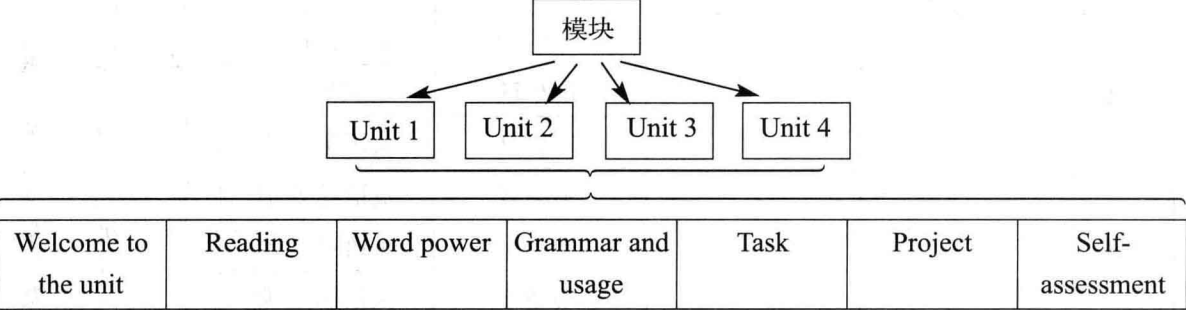 模块
Unit 1
Unit 2
Unit 3
Unit 4
Welcome to
the unit
Reading
Word power
Grammar and
usage
Task
Project
Self-
assessment